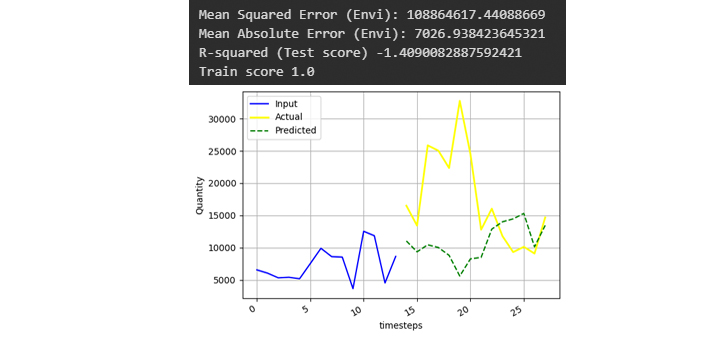 Mean Squared Error (Envi): 108864617.44088669
Mean Absolute Error (Envi): 7026.938423645321
R-squared (Test score) -1.4090082887592421
Train score 1.0
Input
Actual
Predicted
30000
25000
20000
15000
10000
5000
Quantity
0
5
10
15
20
25
timesteps